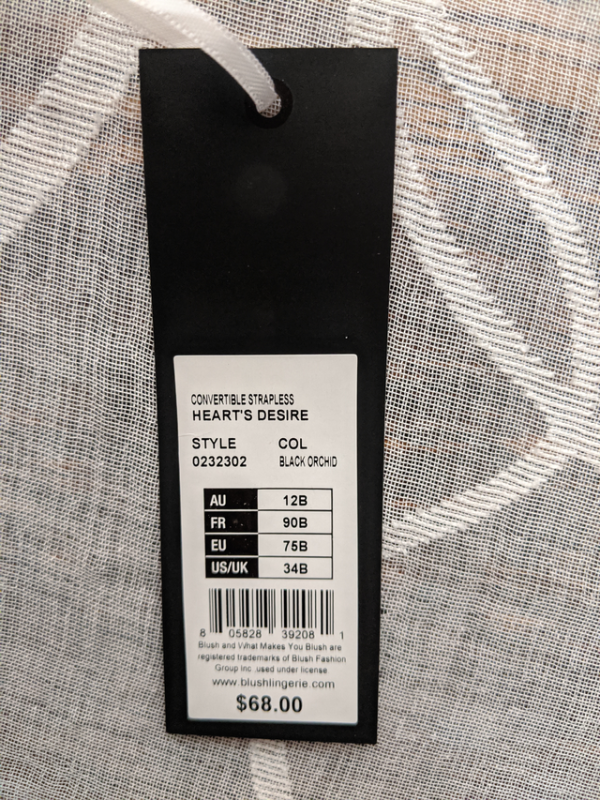 CONVERTIBLE STRAPLESS
HEART'S DESIRE
STYLE COL
0232302 BLACK ORCHID
AU 12B
FR 90B
EU 75B
US/UK 34B
8 05828 39208 1
Blush and What Makes You Blush are
registered trademarks of Blush Fashion
Group Inc .used under license
www.blushlingerie.com
$68.00